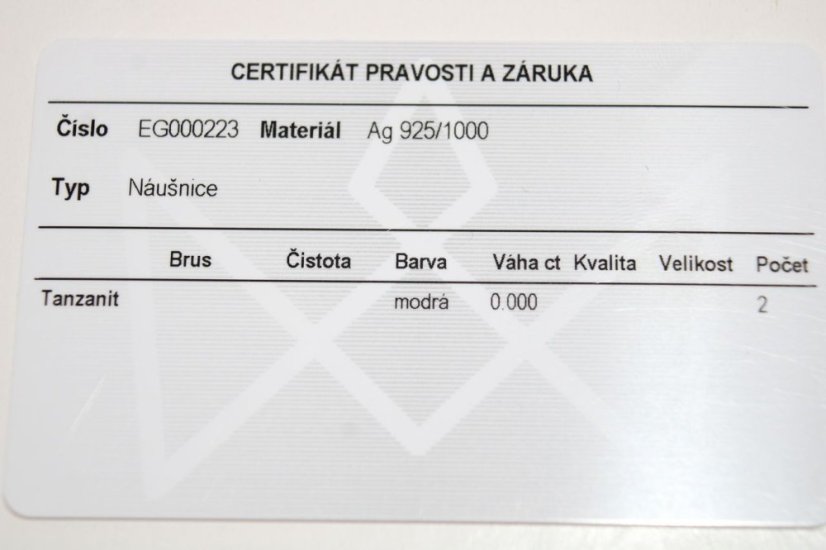 CERTIFIKÁT PRAVOSTI A ZÁRUKA
Číslo EG000223 Materiál Ag 925/1000
Typ Náušnice
Brus Čistota Barva Váha ct Kvalita Velikost Počet
Tanzanit modrá 0.000 2